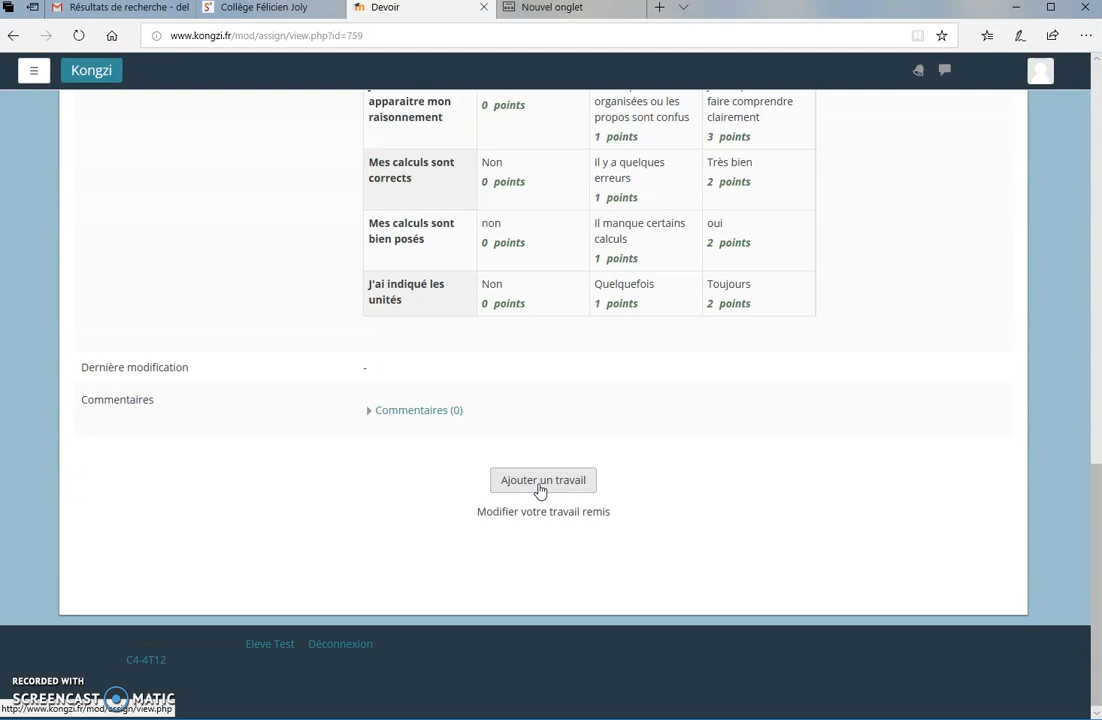 Résultats de recherche - del
Collège Félicien Joly
Devoir
Nouvel onglet
www.kongzi.fr/mod/assign/view.php?id=759
Kongzi
apparaitre mon
raisonnement
0 points
organisées ou les
propos sont confus
1 points
faire comprendre
clairement
3 points
Mes calculs sont
corrects
Non
0 points
Il y a quelques
erreurs
1 points
Très bien
2 points
Mes calculs sont
bien posés
non
0 points
Il manque certains
calculs
1 points
oui
2 points
J'ai indiqué les
unités
Non
0 points
Quelquefois
1 points
Toujours
2 points
Dernière modification
-
Commentaires
Commentaires (0)
Ajouter un travail
Modifier votre travail remis
Eleve Test
Déconnexion
C4-4T12
RECORDED WITH
SCREENCAST MATIC
http://www.kongzi.fr/mod/assign/view.php